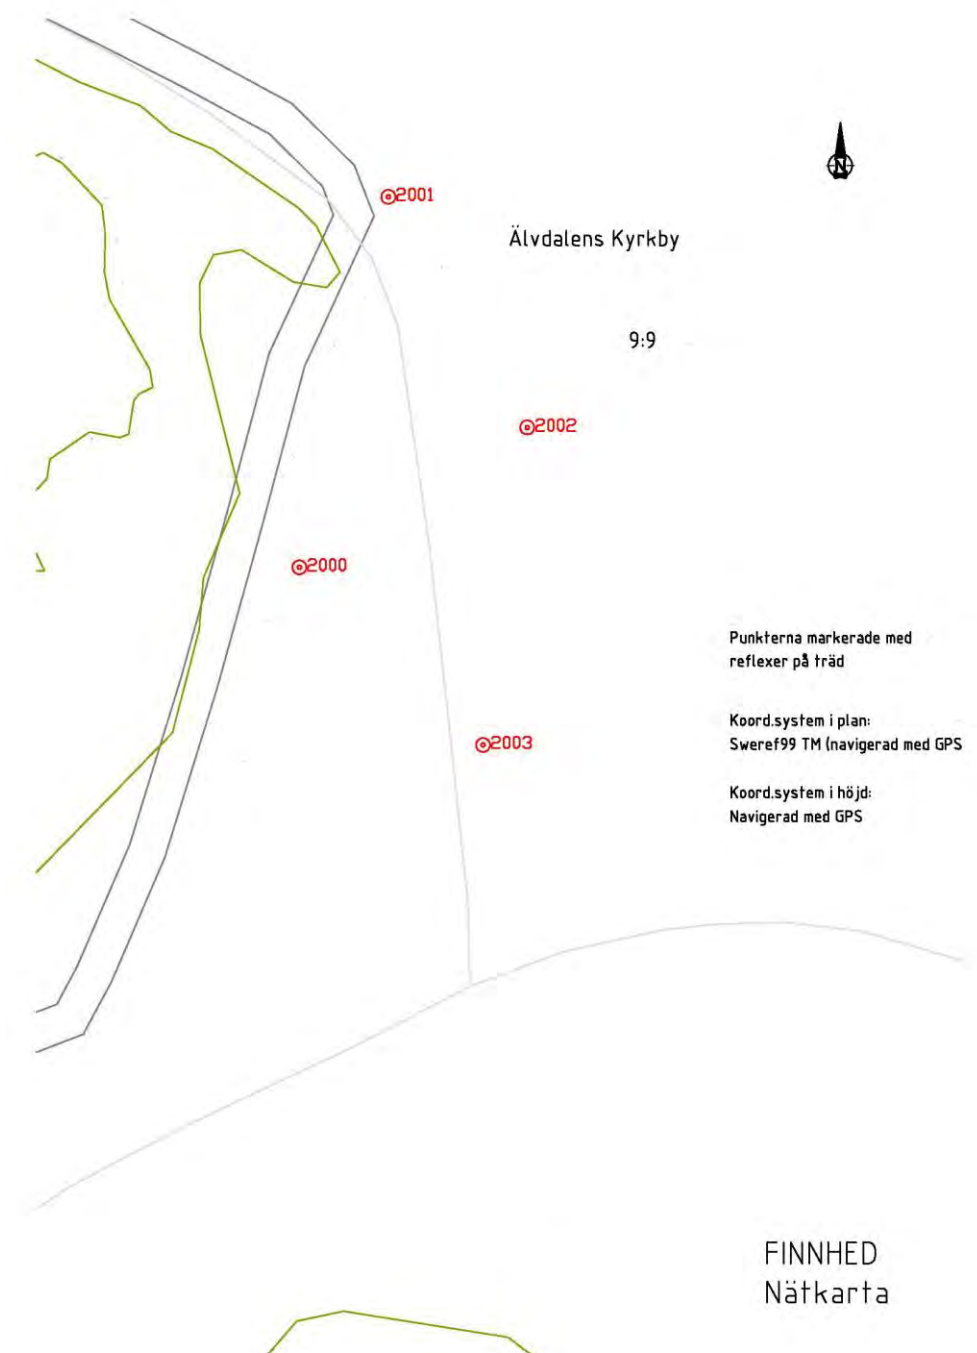 N
2001
Älvdalens Kyrkby
9:9
2002
2000
Punkterna markerade med
reflexer på träd
2003
Koord.system i plan:
Sweref99 TM (navigerad med GPS
Koord.system i höjd:
Navigerad med GPS
FINNHED
Nätkarta